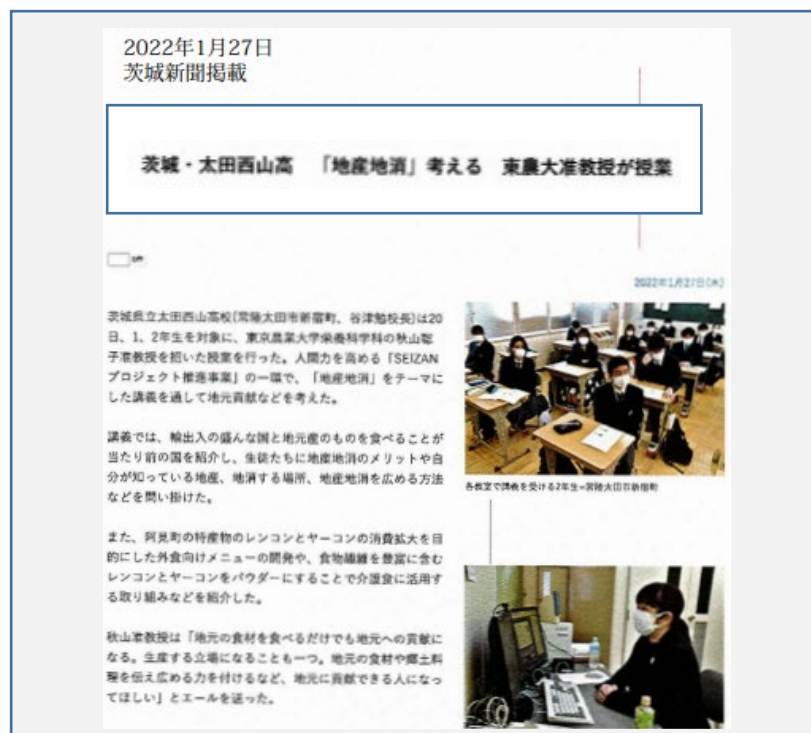 2022年1月27日
茨城新聞掲載
茨城・太田西山高 「地産地消」考える 東農大准教授が授業
2022年1月27日(木)
茨城県立太田西山高校(常陸太田市新宿町、谷津勉校長)は20
日、1、2年生を対象に、東京農業大学栄養科学科の秋山聡
子准教授を招いた授業を行った。人間力を高める「SEIZAN
プロジェクト推進事業」の一環で、「地産地消」をテーマに
した講義を通して地元貢献などを考えた。
講義では、輸出入の盛んな国と地元産のものを食べることが
当たり前の国を紹介し、生徒たちに地産地消のメリットや自
分が知っている地産、地消する場所、地産地消を広める方法
などを問い掛けた。
また、阿見町の特産物のレンコンとヤーコンの消費拡大を目
的にした外食向けメニューの開発や、食物繊維を豊富に含む
レンコンとヤーコンをパウダーにすることで介護食に活用す
る取り組みなどを紹介した。
秋山准教授は「地元の食材を食べるだけでも地元への貢献に
なる。生産する立場になることも一つ。地元の食材や郷土料
理を伝え広める力を付けるなど、地元に貢献できる人になっ
てほしい」とエールを送った。
各教室で講義を受ける2年生=常陸太田市新宿町